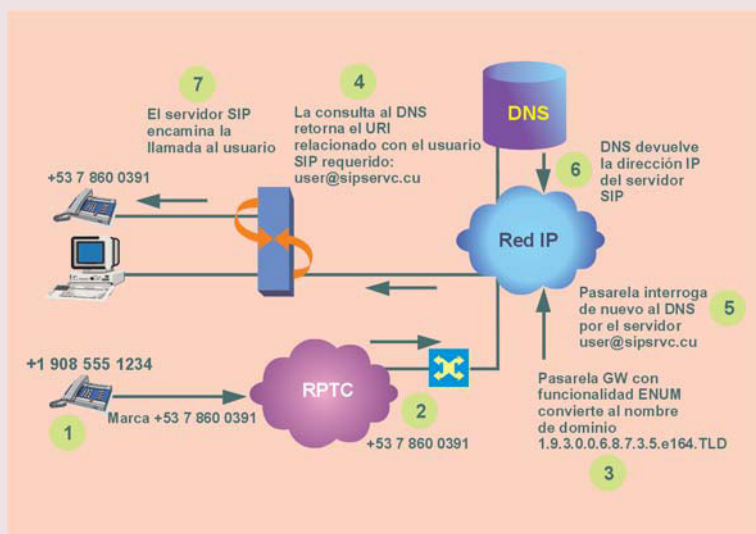 7
El servidor SIP
encamina la
llamada al usuario
4
La consulta al DNS
retorna el URI
relacionado con el usuario
SIP requerido:
user@sipservc.cu
DNS
6
DNS devuelve
la dirección IP
del servidor
SIP
+53 7 860 0391
Red IP
Pasarela interroga
de nuevo al DNS
por el servidor
user@sipsrvc.cu
5
+1 908 555 1234
1
Marca +53 7 860 0391
RPTC
2
+53 7 860 0391
Pasarela GW con
funcionalidad ENUM
convierte al nombre
de dominio
1.9.3.0.0.6.8.7.3.5.e164.TLD
3